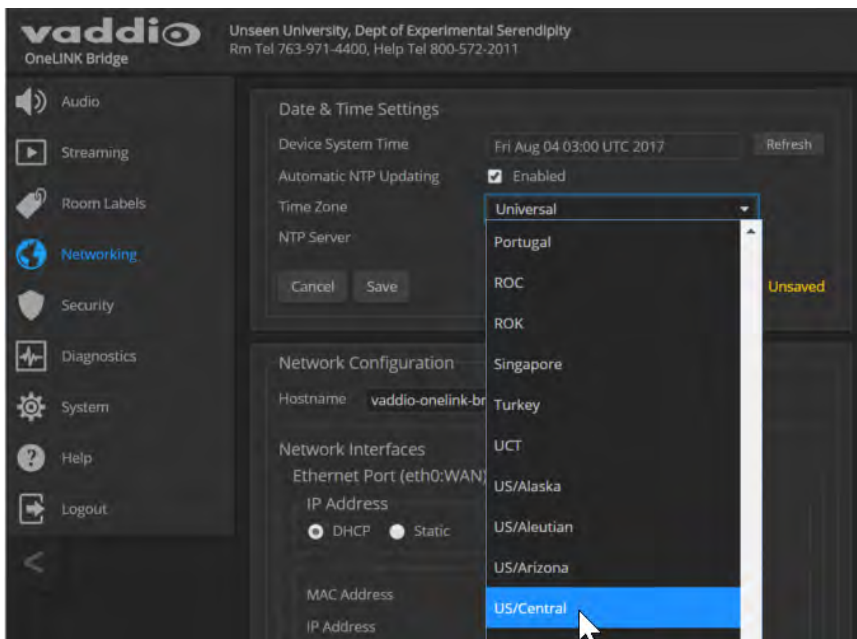 vaddio
OneLINK Bridge
Unseen University, Dept of Experimental Serendipity
Rm Tel 763-971-4400, Help Tel 800-572-2011
Audio
Streaming
Room Labels
Networking
Security
Diagnostics
System
?
Help
Logout
<
Date & Time Settings
Device System Time Fri Aug 04 03:00 UTC 2017 Refresh
Automatic NTP Updating Enabled
Time Zone Universal
NTP Server
Cancel Save Unsaved
Portugal
ROC
ROK
Singapore
Turkey
UCT
US/Alaska
US/Aleutian
US/Arizona
US/Central
Network Configuration
Hostname vaddio-onelink-br
Network Interfaces
Ethernet Port (eth0:WAN)
IP Address
DHCP Static
MAC Address
IP Address